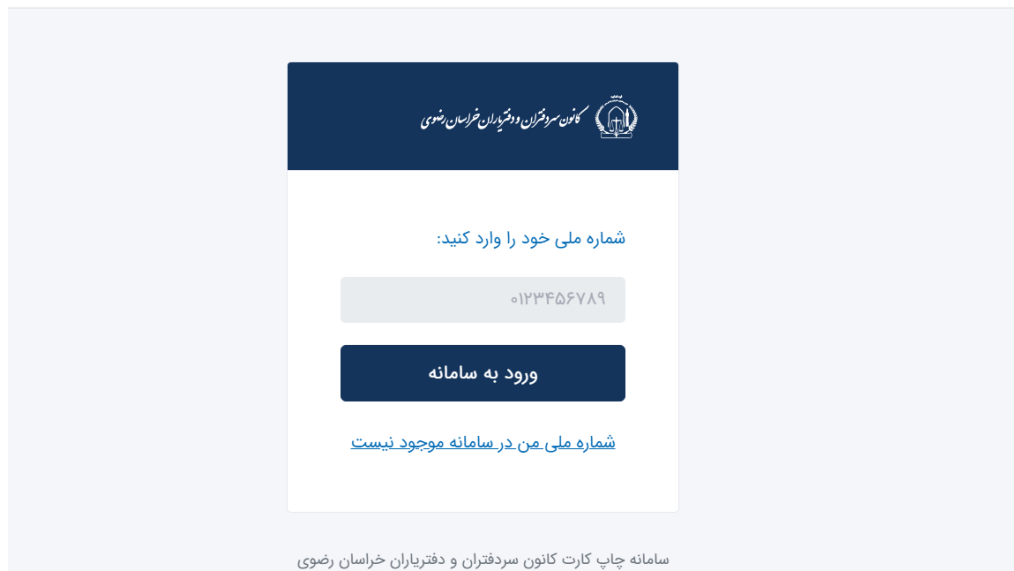 کانون سردفتران و دفتریاران خراسان رضوی
شماره ملی خود را وارد کنید:
۰۱۲۳۴۵۶۷۸۹
ورود به سامانه
شماره ملی من در سامانه موجود نیست
سامانه چاپ کارت کانون سردفتران و دفتریاران خراسان رضوی